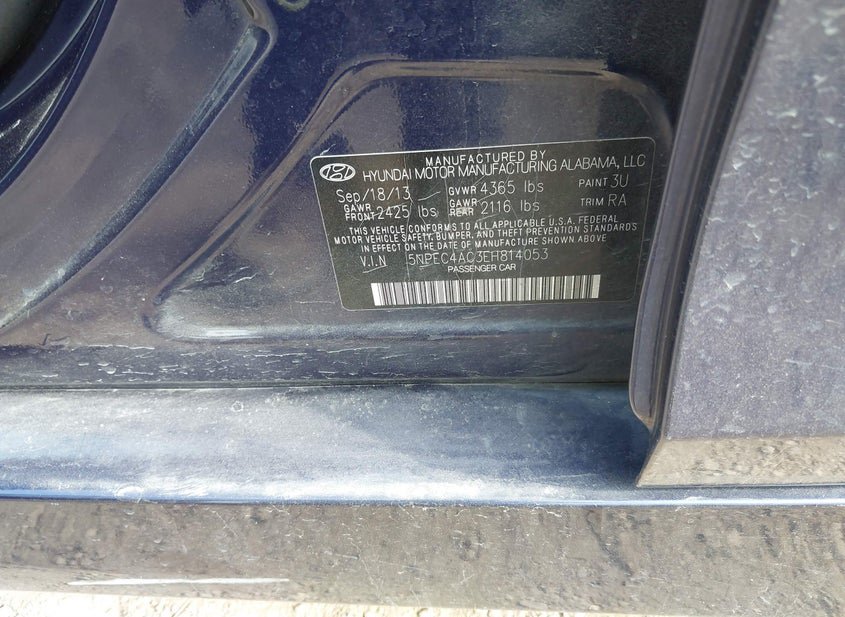 MANUFACTURED BY
HYUNDAI MOTOR MANUFACTURING ALABAMA, LLC
Sep/18/13 GVWR 4365 lbs PAINT 3U
GAWR FRONT 2425 lbs GAWR REAR 2116 lbs TRIM RA
THIS VEHICLE CONFORMS TO ALL APPLICABLE U.S.A. FEDERAL
MOTOR VEHICLE SAFETY, BUMPER, AND THEFT PREVENTION STANDARDS
IN EFFECT ON THE DATE OF MANUFACTURE SHOWN ABOVE
V.I.N 5NPEC4AC3EH814053
PASSENGER CAR